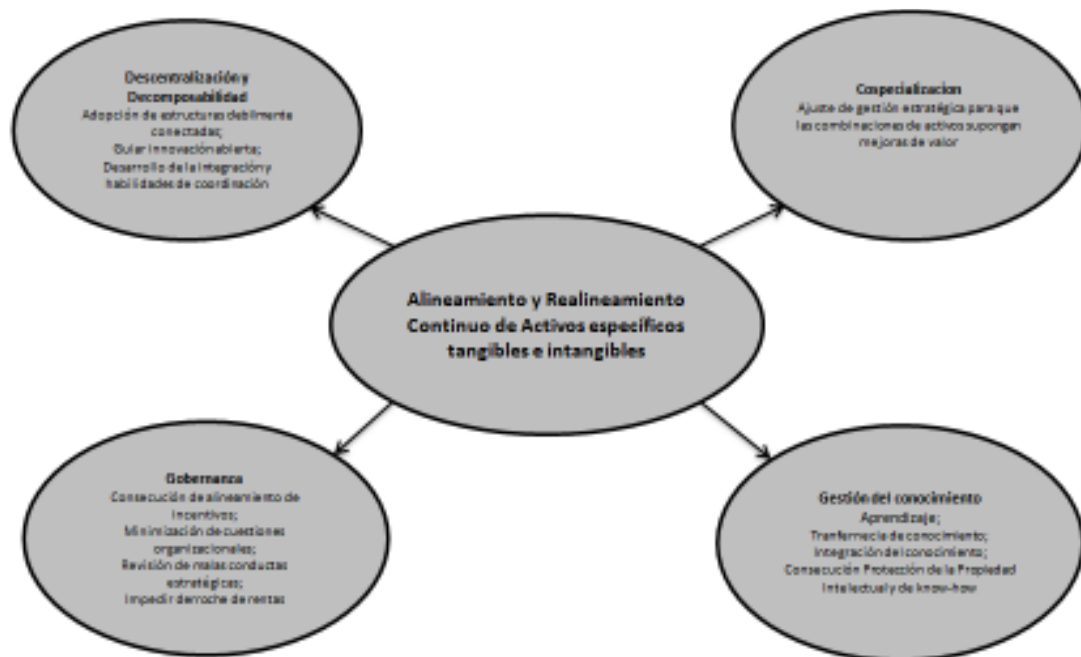 Descentralización y
Decomposabilidad
Adopción de estructuras debilmente
conectadas;
Guiar Innovación abierta;
Desarrollo de la Integración y
habilidades de coordinación
Cospecializacion
Ajuste de gestión estratégica para que
las combinaciones de activos supongan
mejoras de valor
Alineamiento y Realineamiento
Continuo de Activos específicos
tangibles e intangibles
Gobernanza
Consecución de alineamiento de
Incentivos;
Minimización de cuestiones
organizacionales;
Revisión de malas conductas
estratégicas;
Impedir derroche de rentas
Gestión del conocimiento
Aprendizaje;
Tranfernecia de conocimiento;
Integración del conocimiento;
Consecución Protección de la Propiedad
Intelectual y de know-how